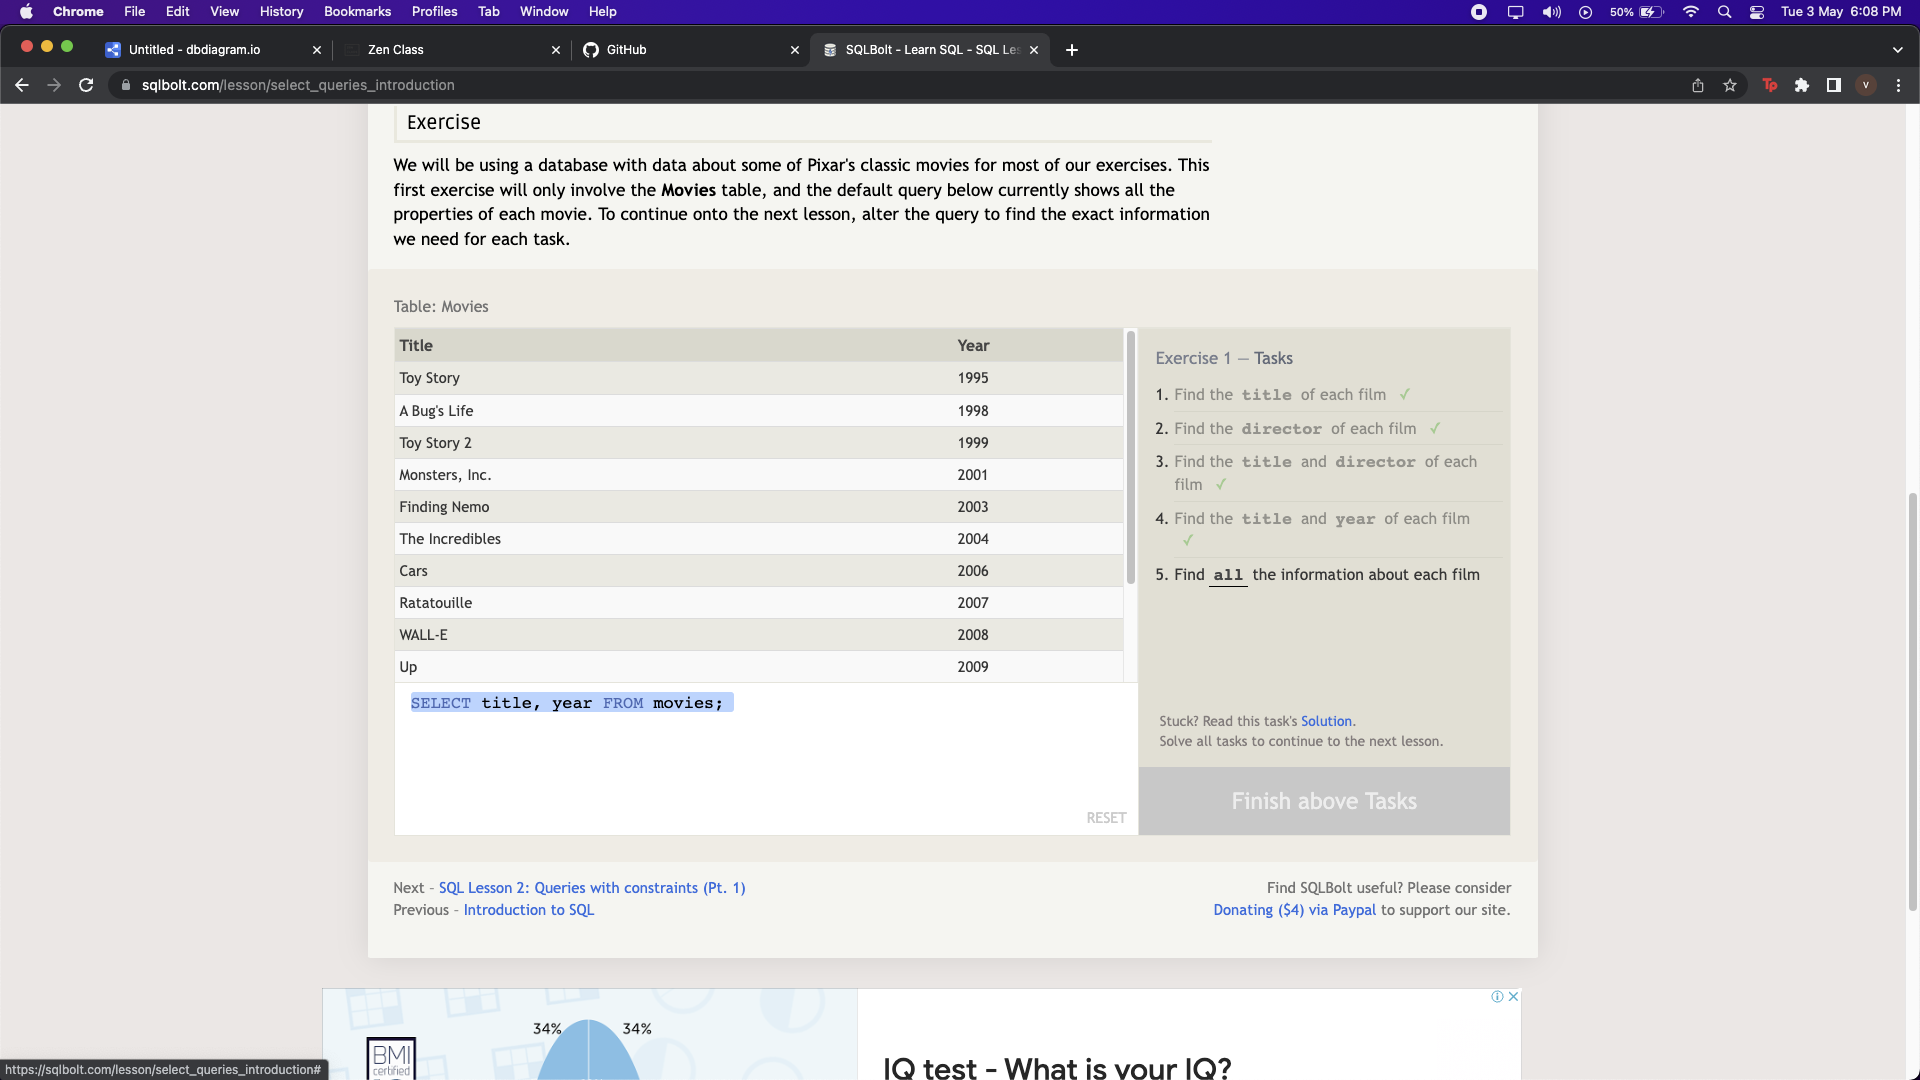 Chrome File Edit View History Bookmarks Profiles Tab Window Help 50% Tue 3 May 6:08 PM
Untitled - dbdiagram.io Zen Class GitHub SQLBolt - Learn SQL - SQL Les
sqlbolt.com/lesson/select_queries_introduction Tp V
Exercise
We will be using a database with data about some of Pixar's classic movies for most of our exercises. This
first exercise will only involve the Movies table, and the default query below currently shows all the
properties of each movie. To continue onto the next lesson, alter the query to find the exact information
we need for each task.
Table: Movies
Title Year
Toy Story 1995
A Bug's Life 1998
Toy Story 2 1999
Monsters, Inc. 2001
Finding Nemo 2003
The Incredibles 2004
Cars 2006
Ratatouille 2007
WALL-E 2008
Up 2009
SELECT title, year FROM movies;
RESET
Exercise 1 — Tasks
1. Find the title of each film ✓
2. Find the director of each film ✓
3. Find the title and director of each
film ✓
4. Find the title and year of each film
✓
5. Find all the information about each film
Stuck? Read this task's Solution.
Solve all tasks to continue to the next lesson.
Finish above Tasks
Next – SQL Lesson 2: Queries with constraints (Pt. 1)
Previous – Introduction to SQL
Find SQLBolt useful? Please consider
Donating ($4) via Paypal to support our site.
34% 34%
BMI
certified
IQ test - What is your IQ?
https://sqlbolt.com/lesson/select_queries_introduction#